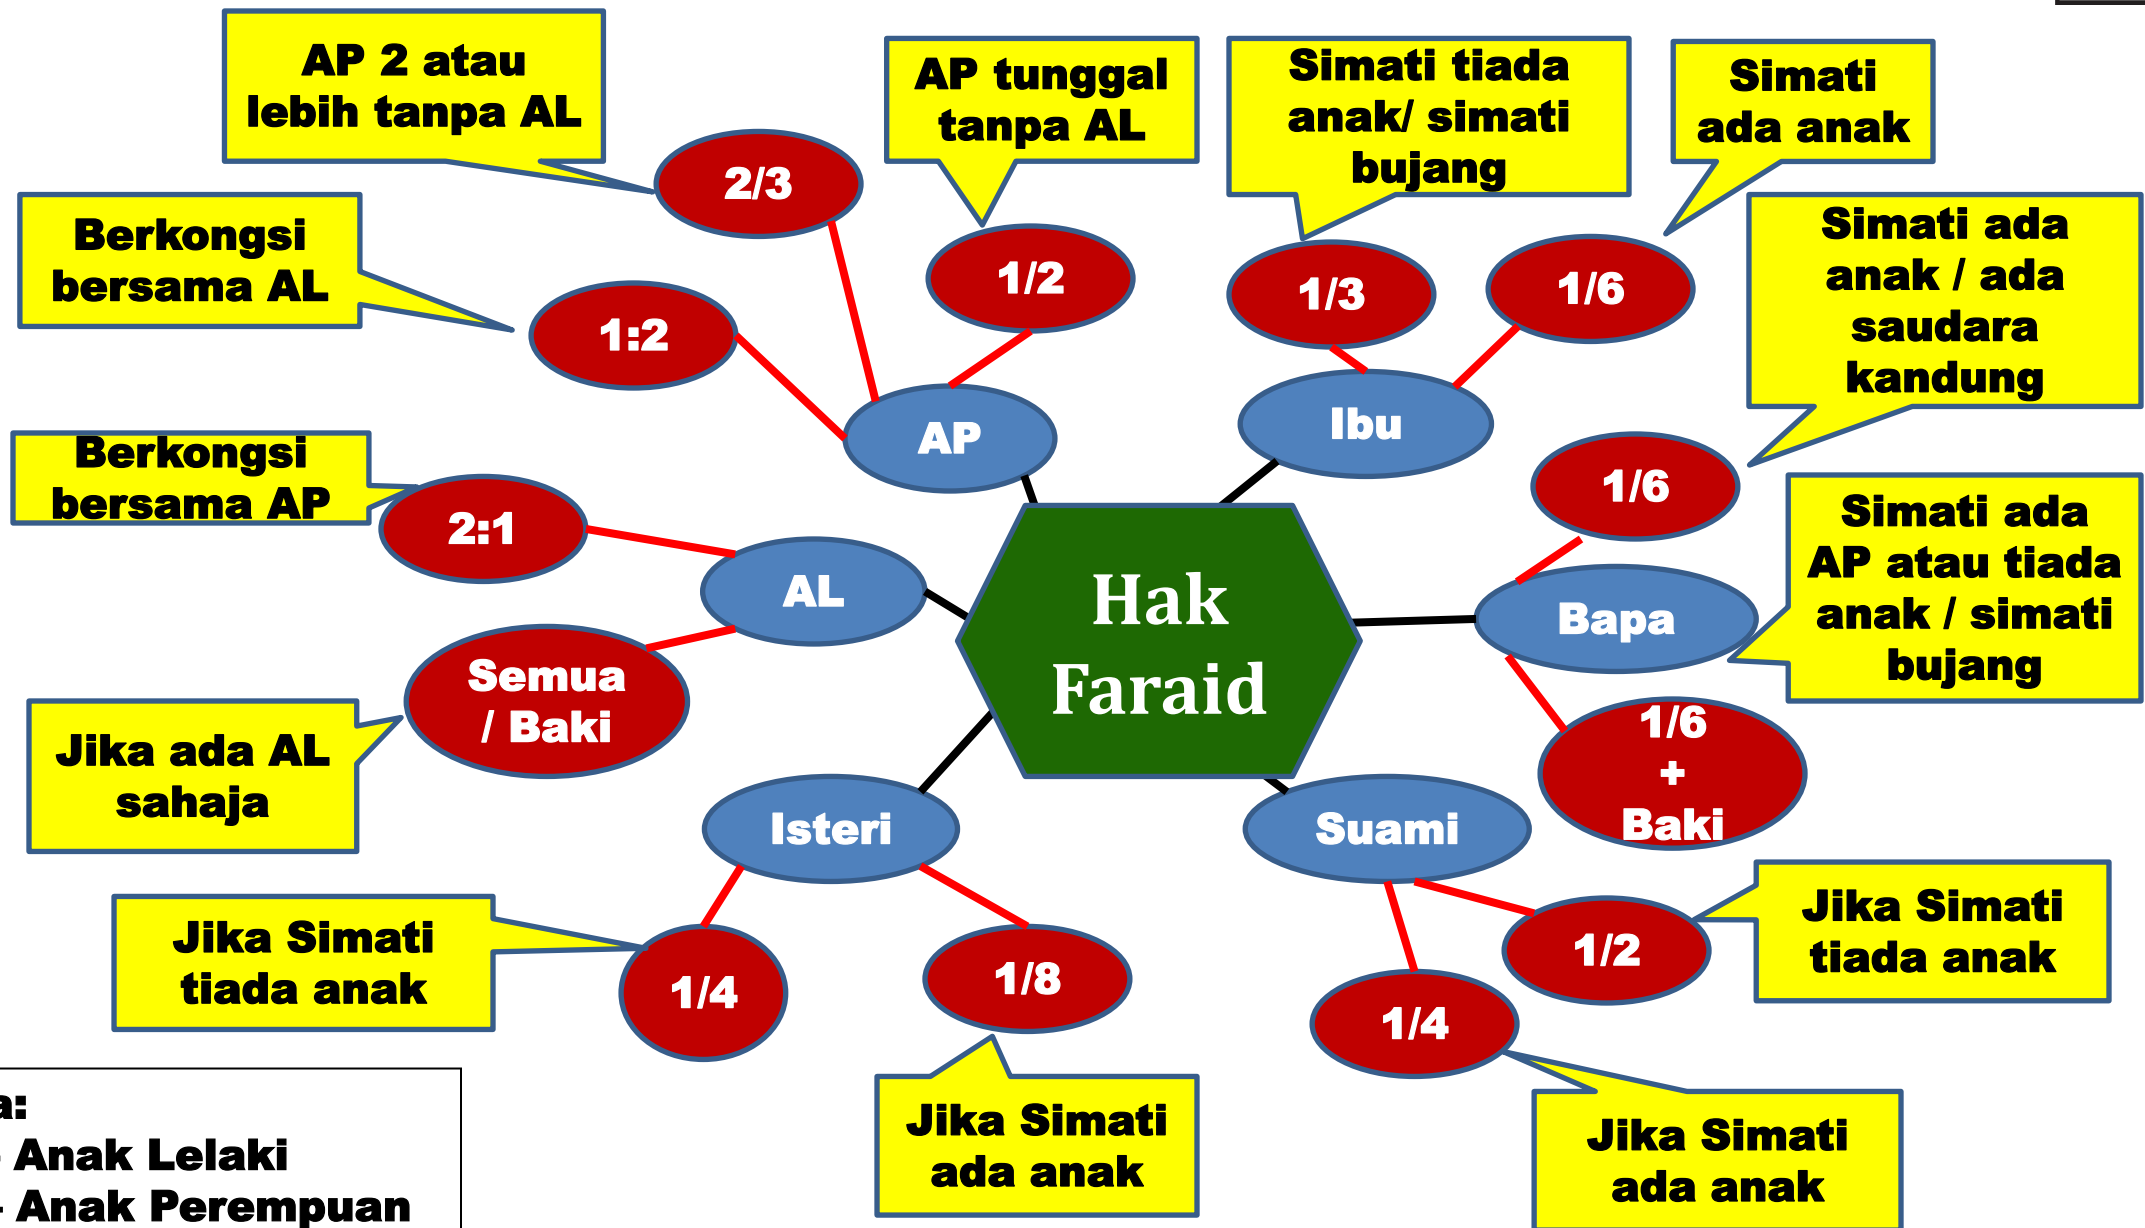 AP 2 atau
lebih tanpa AL
AP tunggal
tanpa AL
Simati tiada
anak/ simati
bujang
Simati
ada anak
2/3
Berkongsi
bersama AL
1:2
1/2
1/3
1/6
Simati ada
anak / ada
saudara
kandung
AP
Ibu
Berkongsi
bersama AP
2:1
AL
1/6
Bapa
Simati ada
AP atau tiada
anak / simati
bujang
Hak
Faraid
Semua
/ Baki
Jika ada AL
sahaja
1/6
+
Baki
Isteri
Suami
Jika Simati
tiada anak
1/4
1/8
1/4
1/2
Jika Simati
tiada anak
Jika Simati
ada anak
Jika Simati
ada anak
a:
- Anak Lelaki
- Anak Perempuan